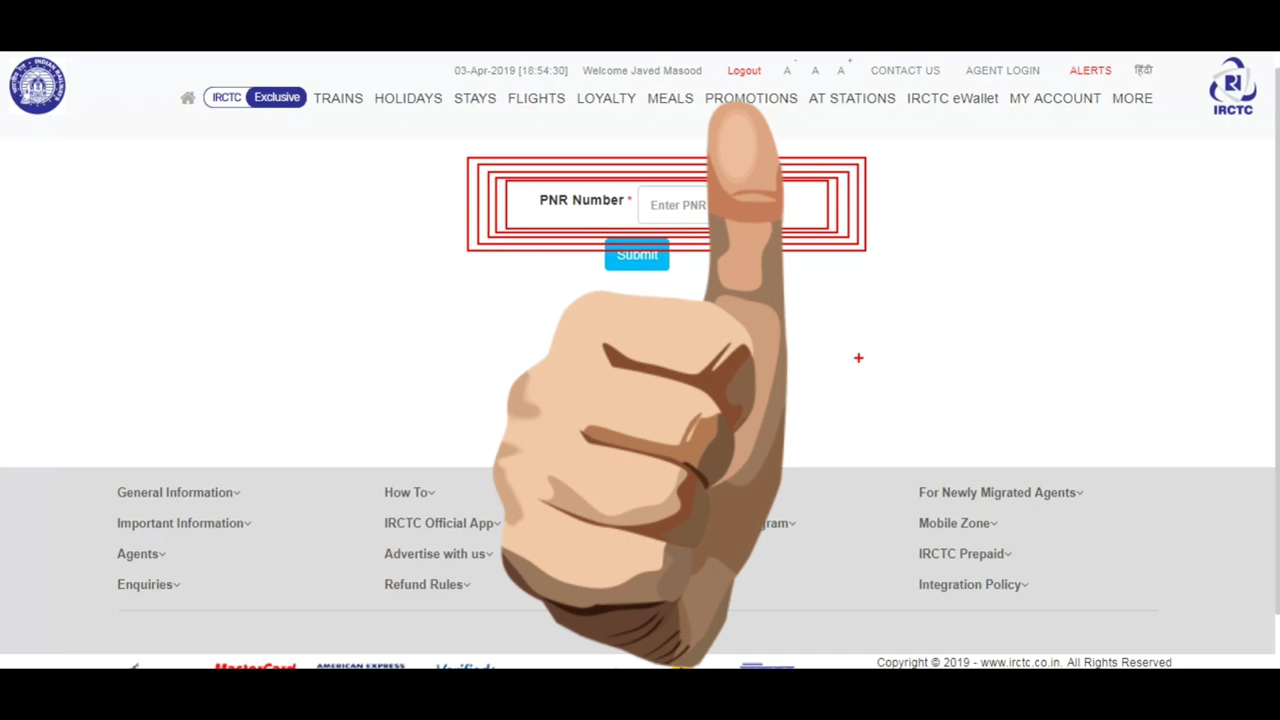 03-Apr-2019 [18:54:30] Welcome Javed Masood Logout A- A A+ CONTACT US AGENT LOGIN ALERTS हिंदी
IRCTC Exclusive TRAINS HOLIDAYS STAYS FLIGHTS LOYALTY MEALS PROMOTIONS AT STATIONS IRCTC eWallet MY ACCOUNT MORE
IRCTC
PNR Number * Enter PNR
Submit
General Information How To For Newly Migrated Agents
Important Information IRCTC Official App Mobile Zone
Agents Advertise with us IRCTC Prepaid
Enquiries Refund Rules Integration Policy
MasterCard AMERICAN EXPRESS Copyright © 2019 - www.irctc.co.in. All Rights Reserved